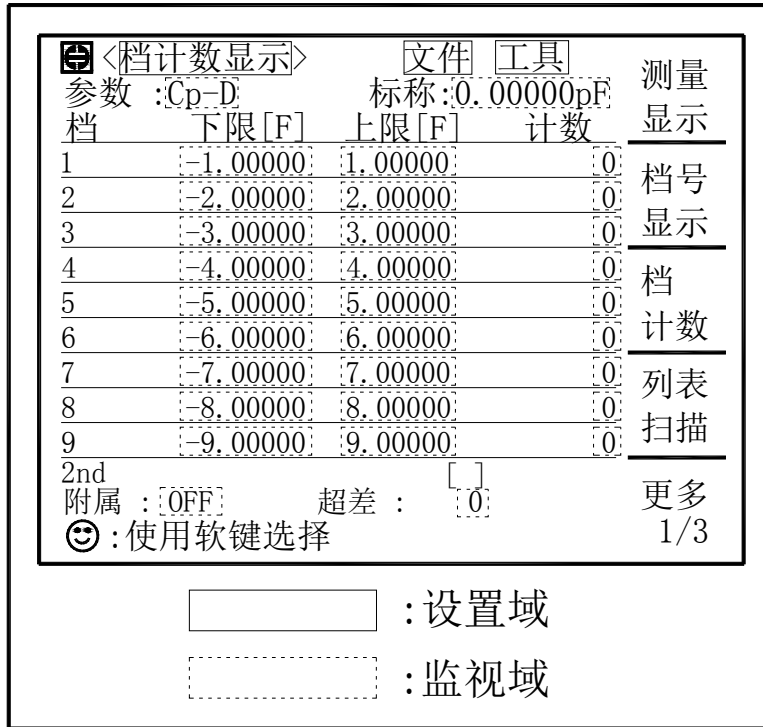 <档计数显示> 文件 工具
参数 :Cp-D 标称:0.00000pF
档 下限[F] 上限[F] 计数
1 -1.00000 1.00000 0
2 -2.00000 2.00000 0
3 -3.00000 3.00000 0
4 -4.00000 4.00000 0
5 -5.00000 5.00000 0
6 -6.00000 6.00000 0
7 -7.00000 7.00000 0
8 -8.00000 8.00000 0
9 -9.00000 9.00000 0
2nd [ ]
附属 :OFF 超差 : 0
:使用软键选择
测量
显示
档号
显示
档
计数
列表
扫描
更多
1/3
:设置域
:监视域